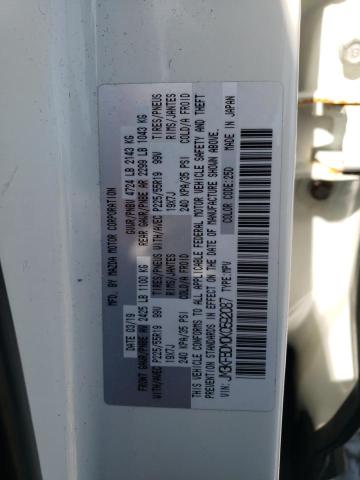 MFD. BY MAZDA MOTOR CORPORATION
DATE 03/19 GVWR/PNBV 4724 LB 2143 KG
FRONT GAWR/PNBE AV 2425 LB 1100 KG REAR GAWR/PNBE AR 2299 LB 1043 KG
WITH/AVEC P225/55R19 99V TIRES/PNEUS WITH/AVEC P225/55R19 99V TIRES/PNEUS
19X7J RIMS/JANTES 19X7J RIMS/JANTES
240 KPA/35 PSI COLD/A FROID 240 KPA/35 PSI COLD/A FROID
THIS VEHICLE CONFORMS TO ALL APPLICABLE FEDERAL MOTOR VEHICLE SAFETY AND THEFT
PREVENTION STANDARDS IN EFFECT ON THE DATE OF MANUFACTURE SHOWN ABOVE.
TYPE:MPV COLOR CODE:25D MADE IN JAPAN
VIN: